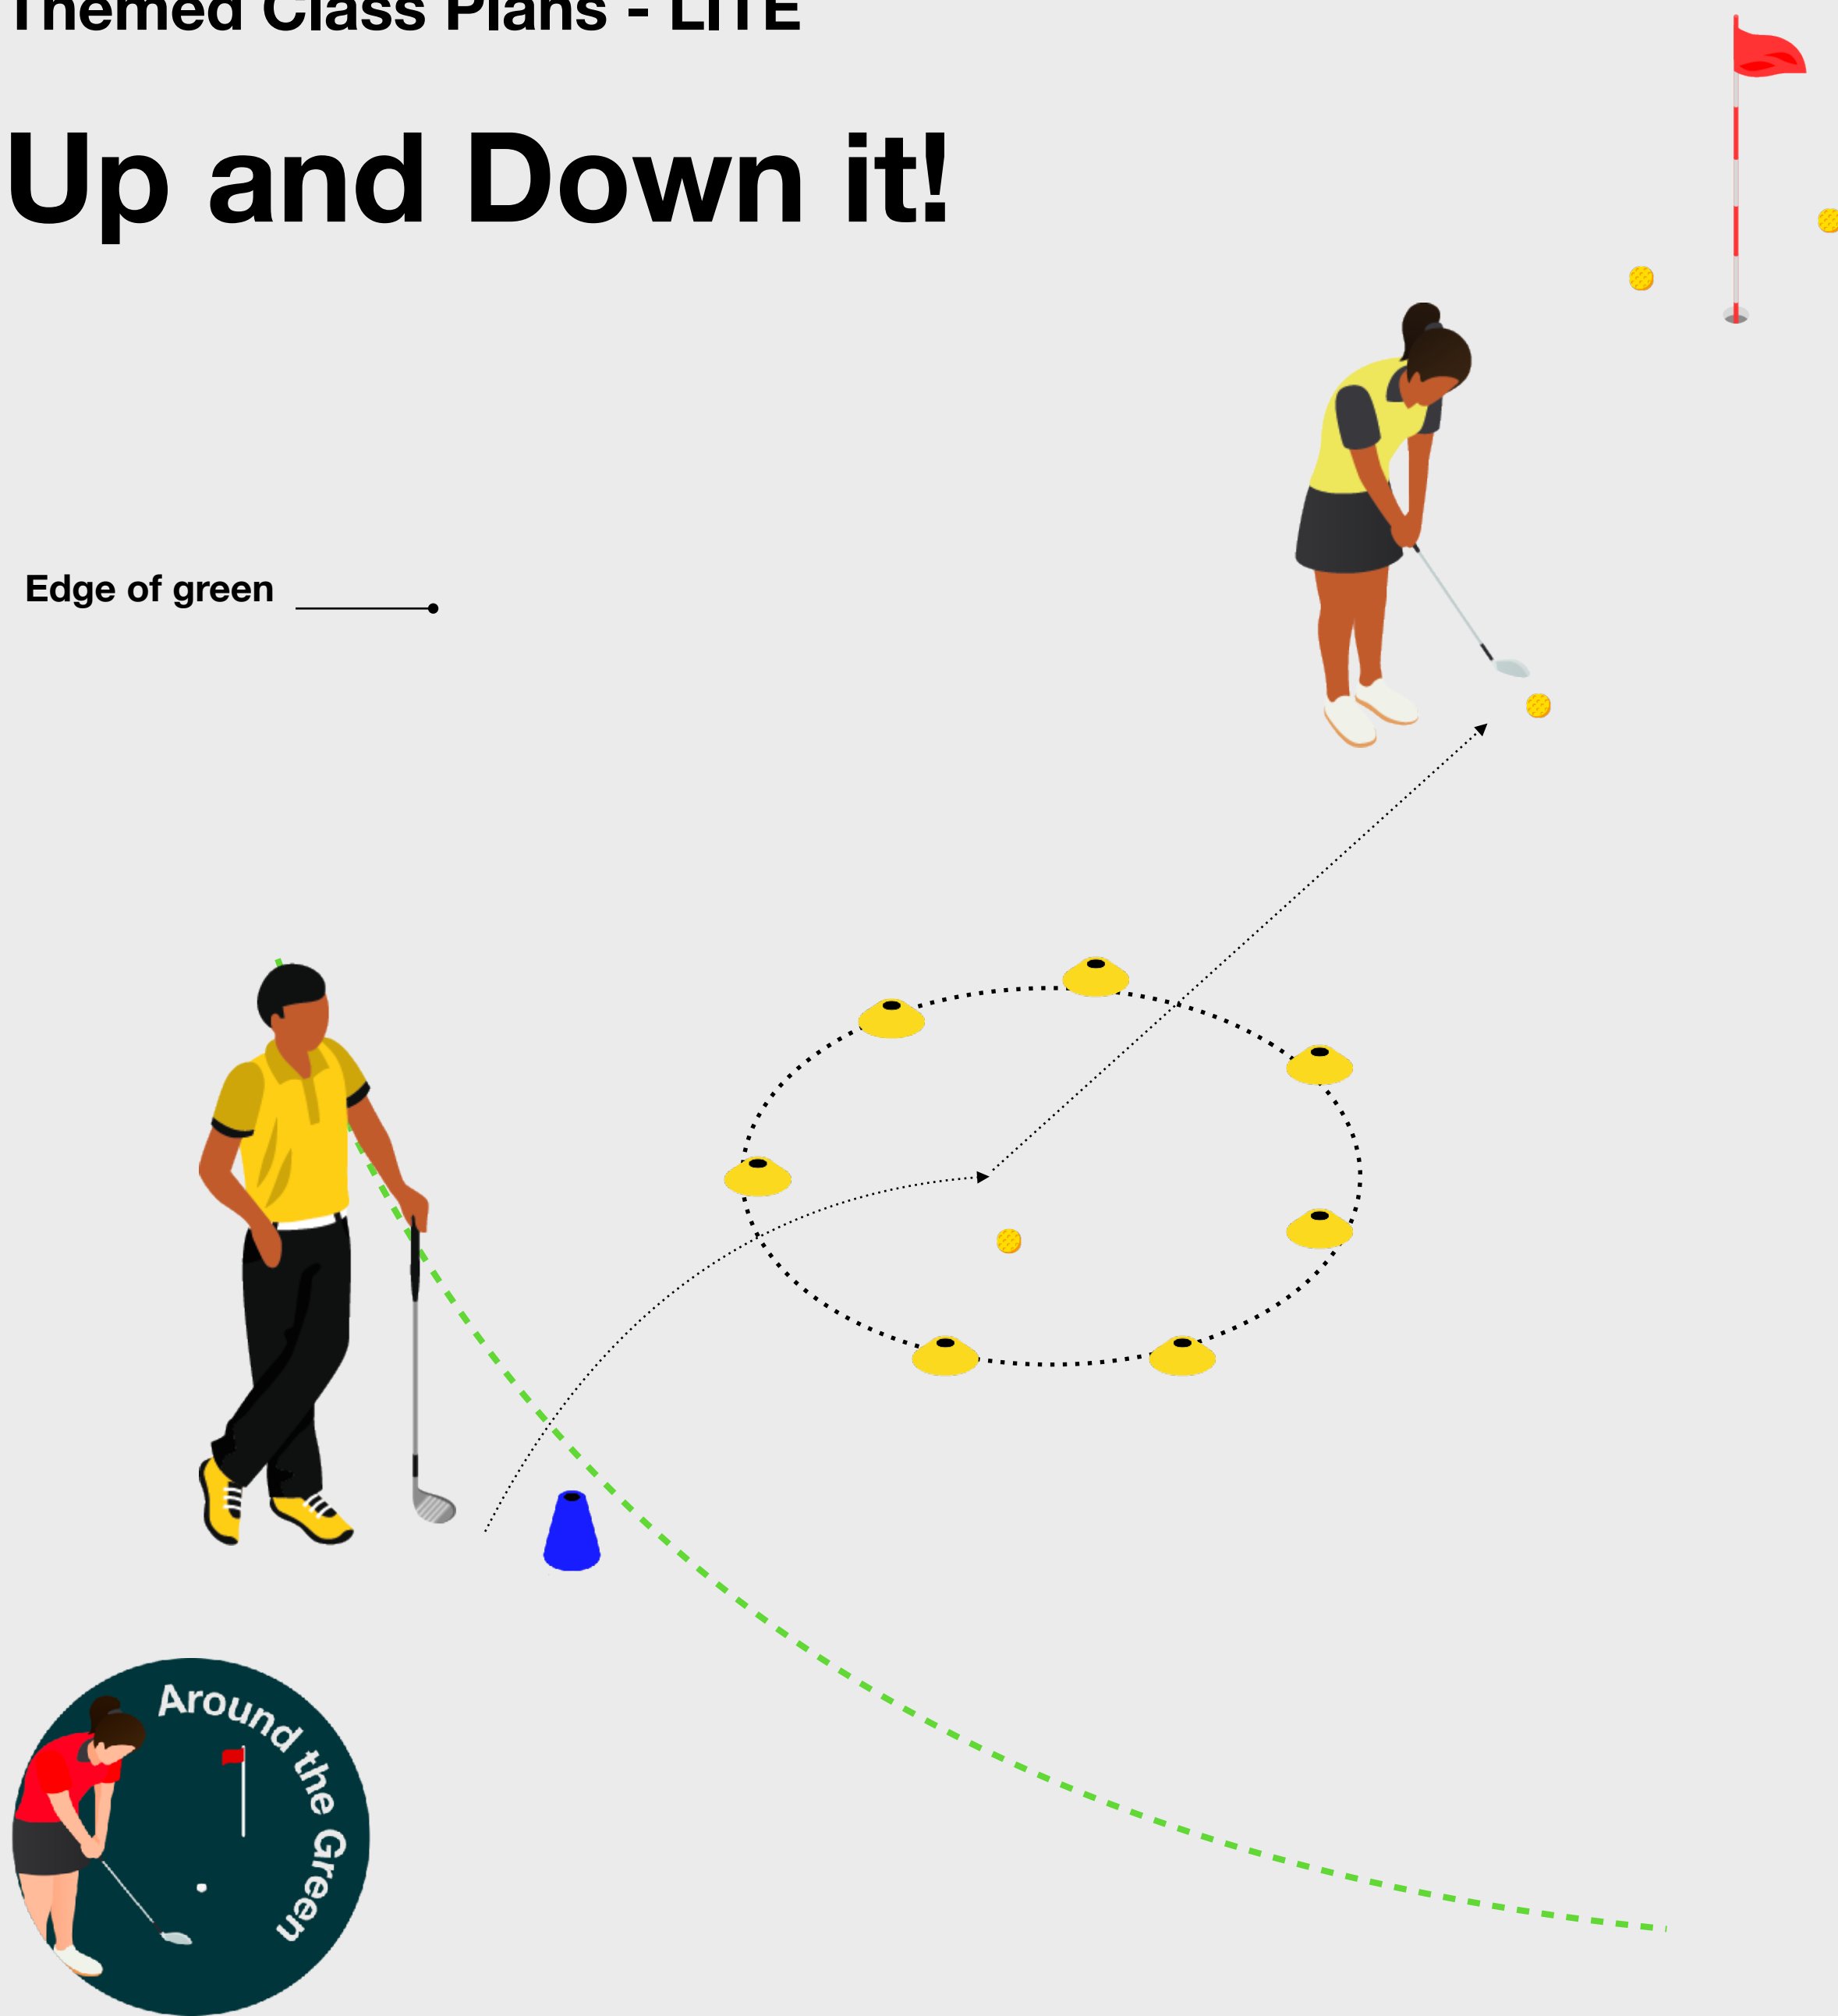 Themed Class Plans - LITE
Up and Down it!
Edge of green
Around the Green